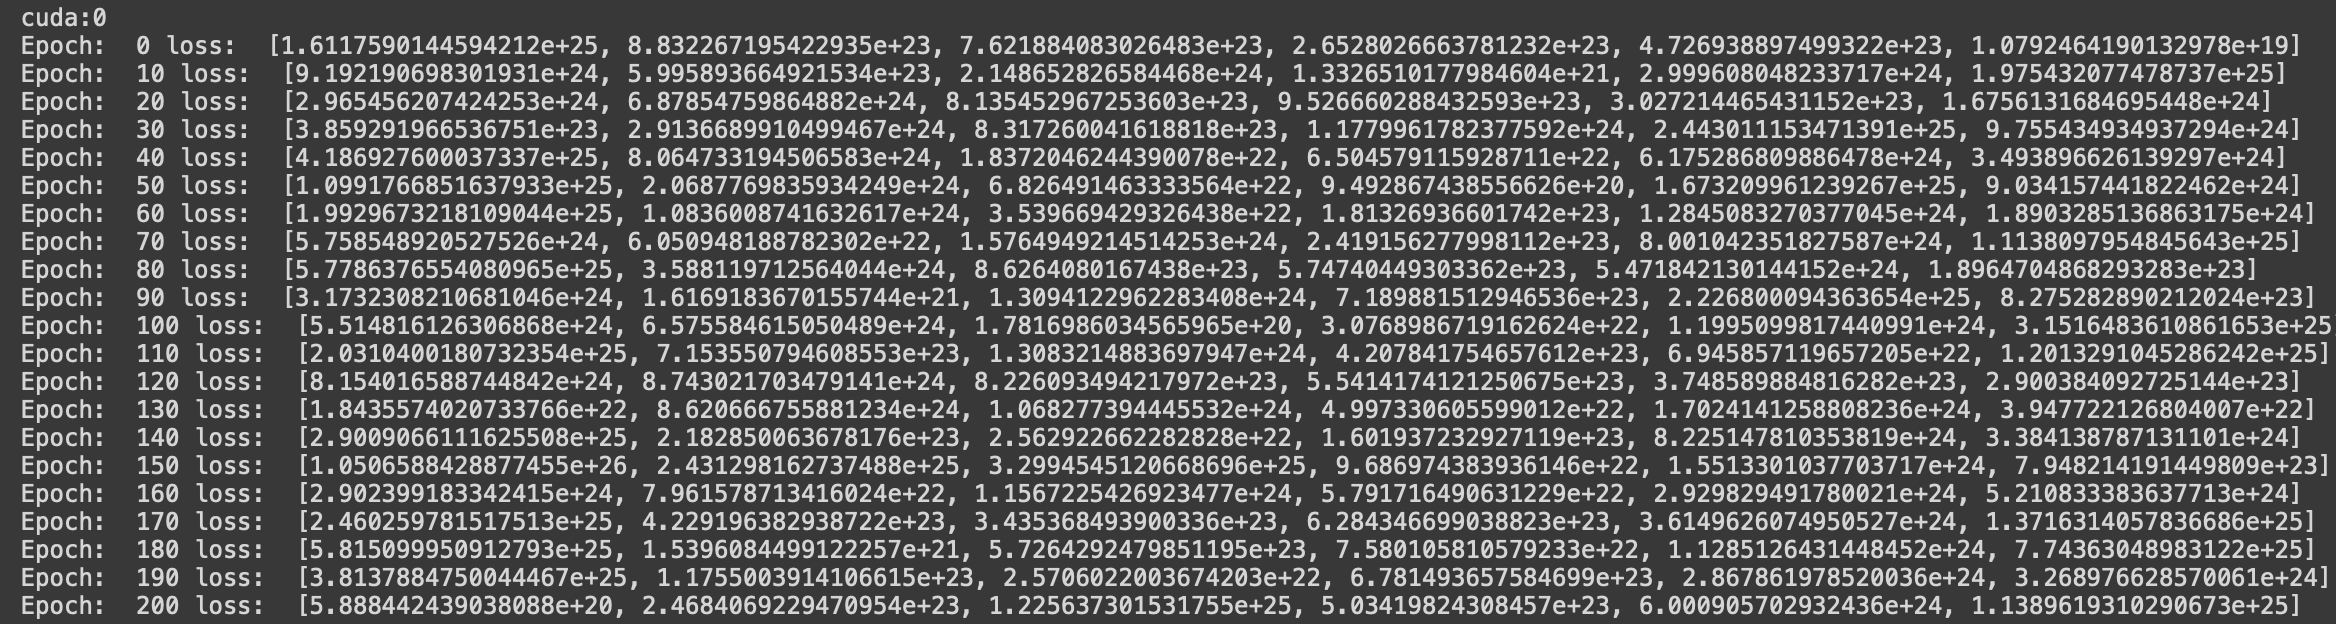 cuda:0
Epoch:  0 loss:  [1.6117590144594212e+25, 8.832267195422935e+23, 7.621884083026483e+23, 2.6528026663781232e+23, 4.726938897499322e+23, 1.0792464190132978e+19]
Epoch:  10 loss:  [9.192190698301931e+24, 5.995893664921534e+23, 2.148652826584468e+24, 1.3326510177984604e+21, 2.999608048233717e+24, 1.975432077478737e+25]
Epoch:  20 loss:  [2.965456207424253e+24, 6.87854759864882e+24, 8.135452967253603e+23, 9.526660288432593e+23, 3.027214465431152e+23, 1.6756131684695448e+24]
Epoch:  30 loss:  [3.859291966536751e+23, 2.9136689910499467e+24, 8.317260041618818e+23, 1.1779961782377592e+24, 2.443011153471391e+25, 9.755434934937294e+24]
Epoch:  40 loss:  [4.186927600037337e+25, 8.064733194506583e+24, 1.8372046244390078e+22, 6.504579115928711e+22, 6.175286809886478e+24, 3.493896626139297e+24]
Epoch:  50 loss:  [1.0991766851637933e+25, 2.0687769835934249e+24, 6.826491463333564e+22, 9.492867438556626e+20, 1.673209961239267e+25, 9.034157441822462e+24]
Epoch:  60 loss:  [1.9929673218109044e+25, 1.0836008741632617e+24, 3.539669429326438e+22, 1.81326936601742e+23, 1.2845083270377045e+24, 1.8903285136863175e+24]
Epoch:  70 loss:  [5.758548920527526e+24, 6.050948188782302e+22, 1.5764949214514253e+24, 2.419156277998112e+23, 8.001042351827587e+24, 1.1138097954845643e+25]
Epoch:  80 loss:  [5.7786376554080965e+25, 3.588119712564044e+24, 8.6264080167438e+23, 5.74740449303362e+23, 5.471842130144152e+24, 1.8964704868293283e+23]
Epoch:  90 loss:  [3.1732308210681046e+24, 1.6169183670155744e+21, 1.3094122962283408e+24, 7.189881512946536e+23, 2.226800094363654e+25, 8.275282890212024e+23]
Epoch:  100 loss:  [5.514816126306868e+24, 6.575584615050489e+24, 1.7816986034565965e+20, 3.0768986719162624e+22, 1.1995099817440991e+24, 3.1516483610861653e+25]
Epoch:  110 loss:  [2.0310400180732354e+25, 7.153550794608553e+23, 1.3083214883697947e+24, 4.207841754657612e+23, 6.945857119657205e+22, 1.2013291045286242e+25]
Epoch:  120 loss:  [8.154016588744842e+24, 8.743021703479141e+24, 8.226093494217972e+23, 5.5414174121250675e+23, 3.748589884816282e+23, 2.900384092725144e+23]
Epoch:  130 loss:  [1.8435574020733766e+22, 8.620666755881234e+24, 1.068277394445532e+24, 4.997330605599012e+22, 1.7024141258808236e+24, 3.947722126804007e+22]
Epoch:  140 loss:  [2.9009066111625508e+25, 2.182850063678176e+23, 2.562922662282828e+22, 1.601937232927119e+23, 8.225147810353819e+24, 3.384138787131101e+24]
Epoch:  150 loss:  [1.0506588428877455e+26, 2.431298162737488e+25, 3.2994545120668696e+25, 9.686974383936146e+22, 1.5513301037703717e+24, 7.948214191449809e+23]
Epoch:  160 loss:  [2.902399183342415e+24, 7.961578713416024e+22, 1.1567225426923477e+24, 5.791716490631229e+22, 2.929829491780021e+24, 5.210833383637713e+24]
Epoch:  170 loss:  [2.460259781517513e+25, 4.229196382938722e+23, 3.435368493900336e+23, 6.284346699038823e+23, 3.6149626074950527e+24, 1.3716314057836686e+25]
Epoch:  180 loss:  [5.815099950912793e+25, 1.5396084499122257e+21, 5.7264292479851195e+23, 7.580105810579233e+22, 1.1285126431448452e+24, 7.74363048983122e+25]
Epoch:  190 loss:  [3.8137884750044467e+25, 1.1755003914106615e+23, 2.5706022003674203e+22, 6.781493657584699e+23, 2.867861978520036e+24, 3.268976628570061e+24]
Epoch:  200 loss:  [5.888442439038088e+20, 2.4684069229470954e+23, 1.225637301531755e+25, 5.03419824308457e+23, 6.000905702932436e+24, 1.1389619310290673e+25]